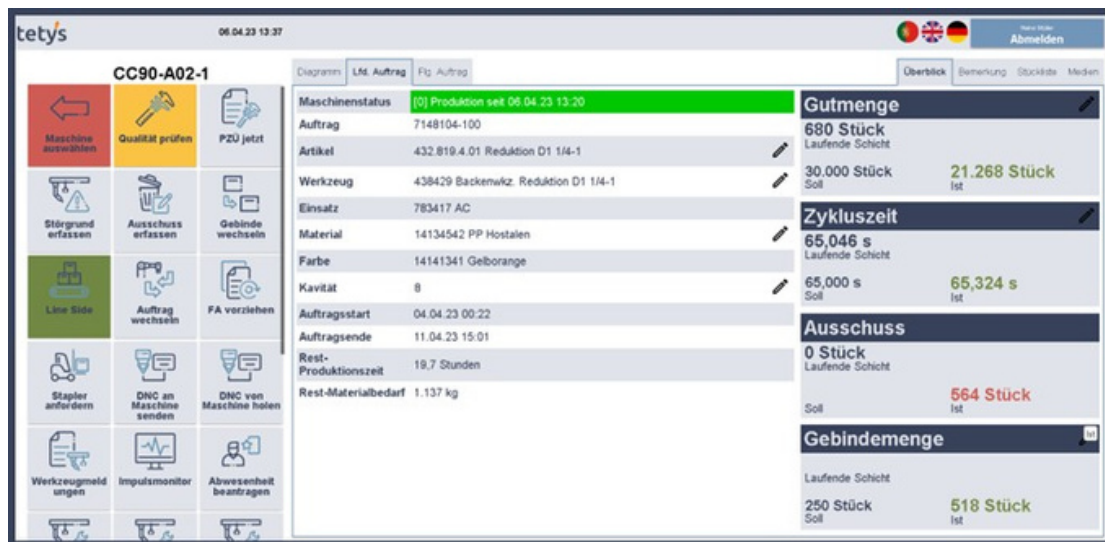 tetys
06.04.23 13:37
Abmelden
CC90-A02-1
Maschine
auswählen
Qualität prüfen
PZÜ jetzt
Störgrund
erfassen
Ausschuss
erfassen
Gebinde
wechseln
Line Side
Auftrag
wechseln
FA vorziehen
Stapler
anfordern
DNC an
Maschine
senden
DNC von
Maschine holen
Werkzeugmeld
ungen
Impulsmonitor
Abwesenheit
beantragen
Diagramm Lfd. Auftrag Flg. Auftrag
Maschinenstatus [0] Produktion seit 06.04.23 13:20
Auftrag 7148104-100
Artikel 432.819.4.01 Reduktion D1 1/4-1
Werkzeug 438429 Backenwkz. Reduktion D1 1/4-1
Einsatz 783417 AC
Material 14134542 PP Hostalen
Farbe 14141341 Gelborange
Kavität 8
Auftragsstart 04.04.23 00:22
Auftragsende 11.04.23 15:01
Rest-
Produktionszeit 19,7 Stunden
Rest-Materialbedarf 1.137 kg
Überblick Bemerkung Stückliste Medien
Gutmenge
680 Stück
Laufende Schicht
30.000 Stück 21.268 Stück
Soll Ist
Zykluszeit
65,046 s
Laufende Schicht
65,000 s 65,324 s
Soll Ist
Ausschuss
0 Stück
Laufende Schicht
564 Stück
Soll Ist
Gebindemenge
Ist
Laufende Schicht
250 Stück 518 Stück
Soll Ist